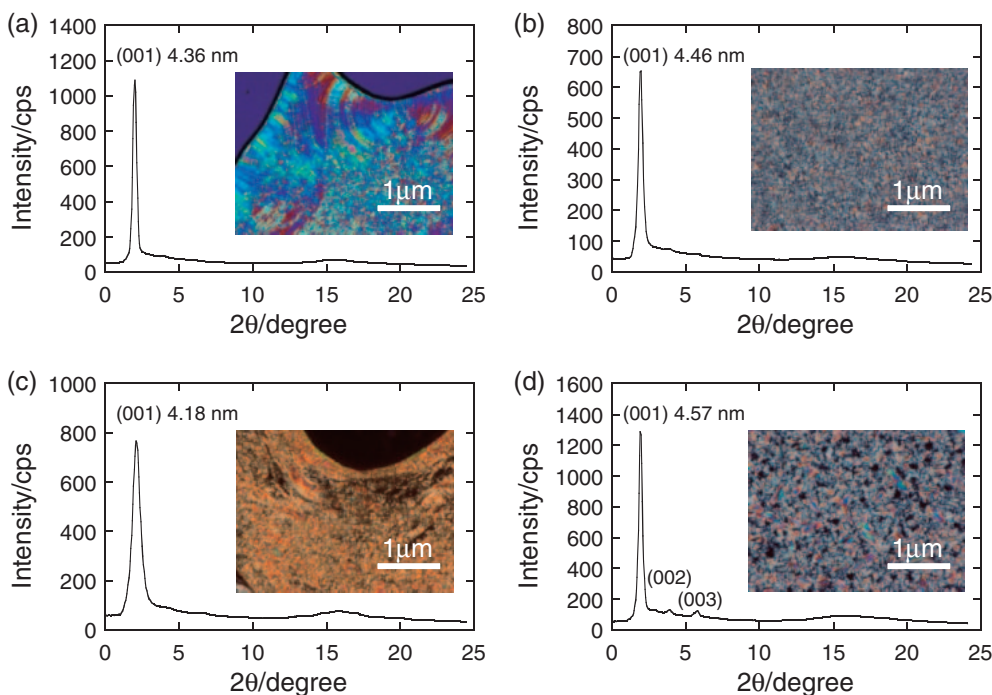 (a)
1400
1200
1000
800
600
400
200
0
Intensity/cps
(001) 4.36 nm
1μm
0 5 10 15 20 25
2θ/degree
(b)
800
700
600
500
400
300
200
100
0
Intensity/cps
(001) 4.46 nm
1μm
0 5 10 15 20 25
2θ/degree
(c)
1000
800
600
400
200
0
Intensity/cps
(001) 4.18 nm
1μm
0 5 10 15 20 25
2θ/degree
(d)
1600
1400
1200
1000
800
600
400
200
0
Intensity/cps
(001) 4.57 nm
1μm
(002)
(003)
0 5 10 15 20 25
2θ/degree